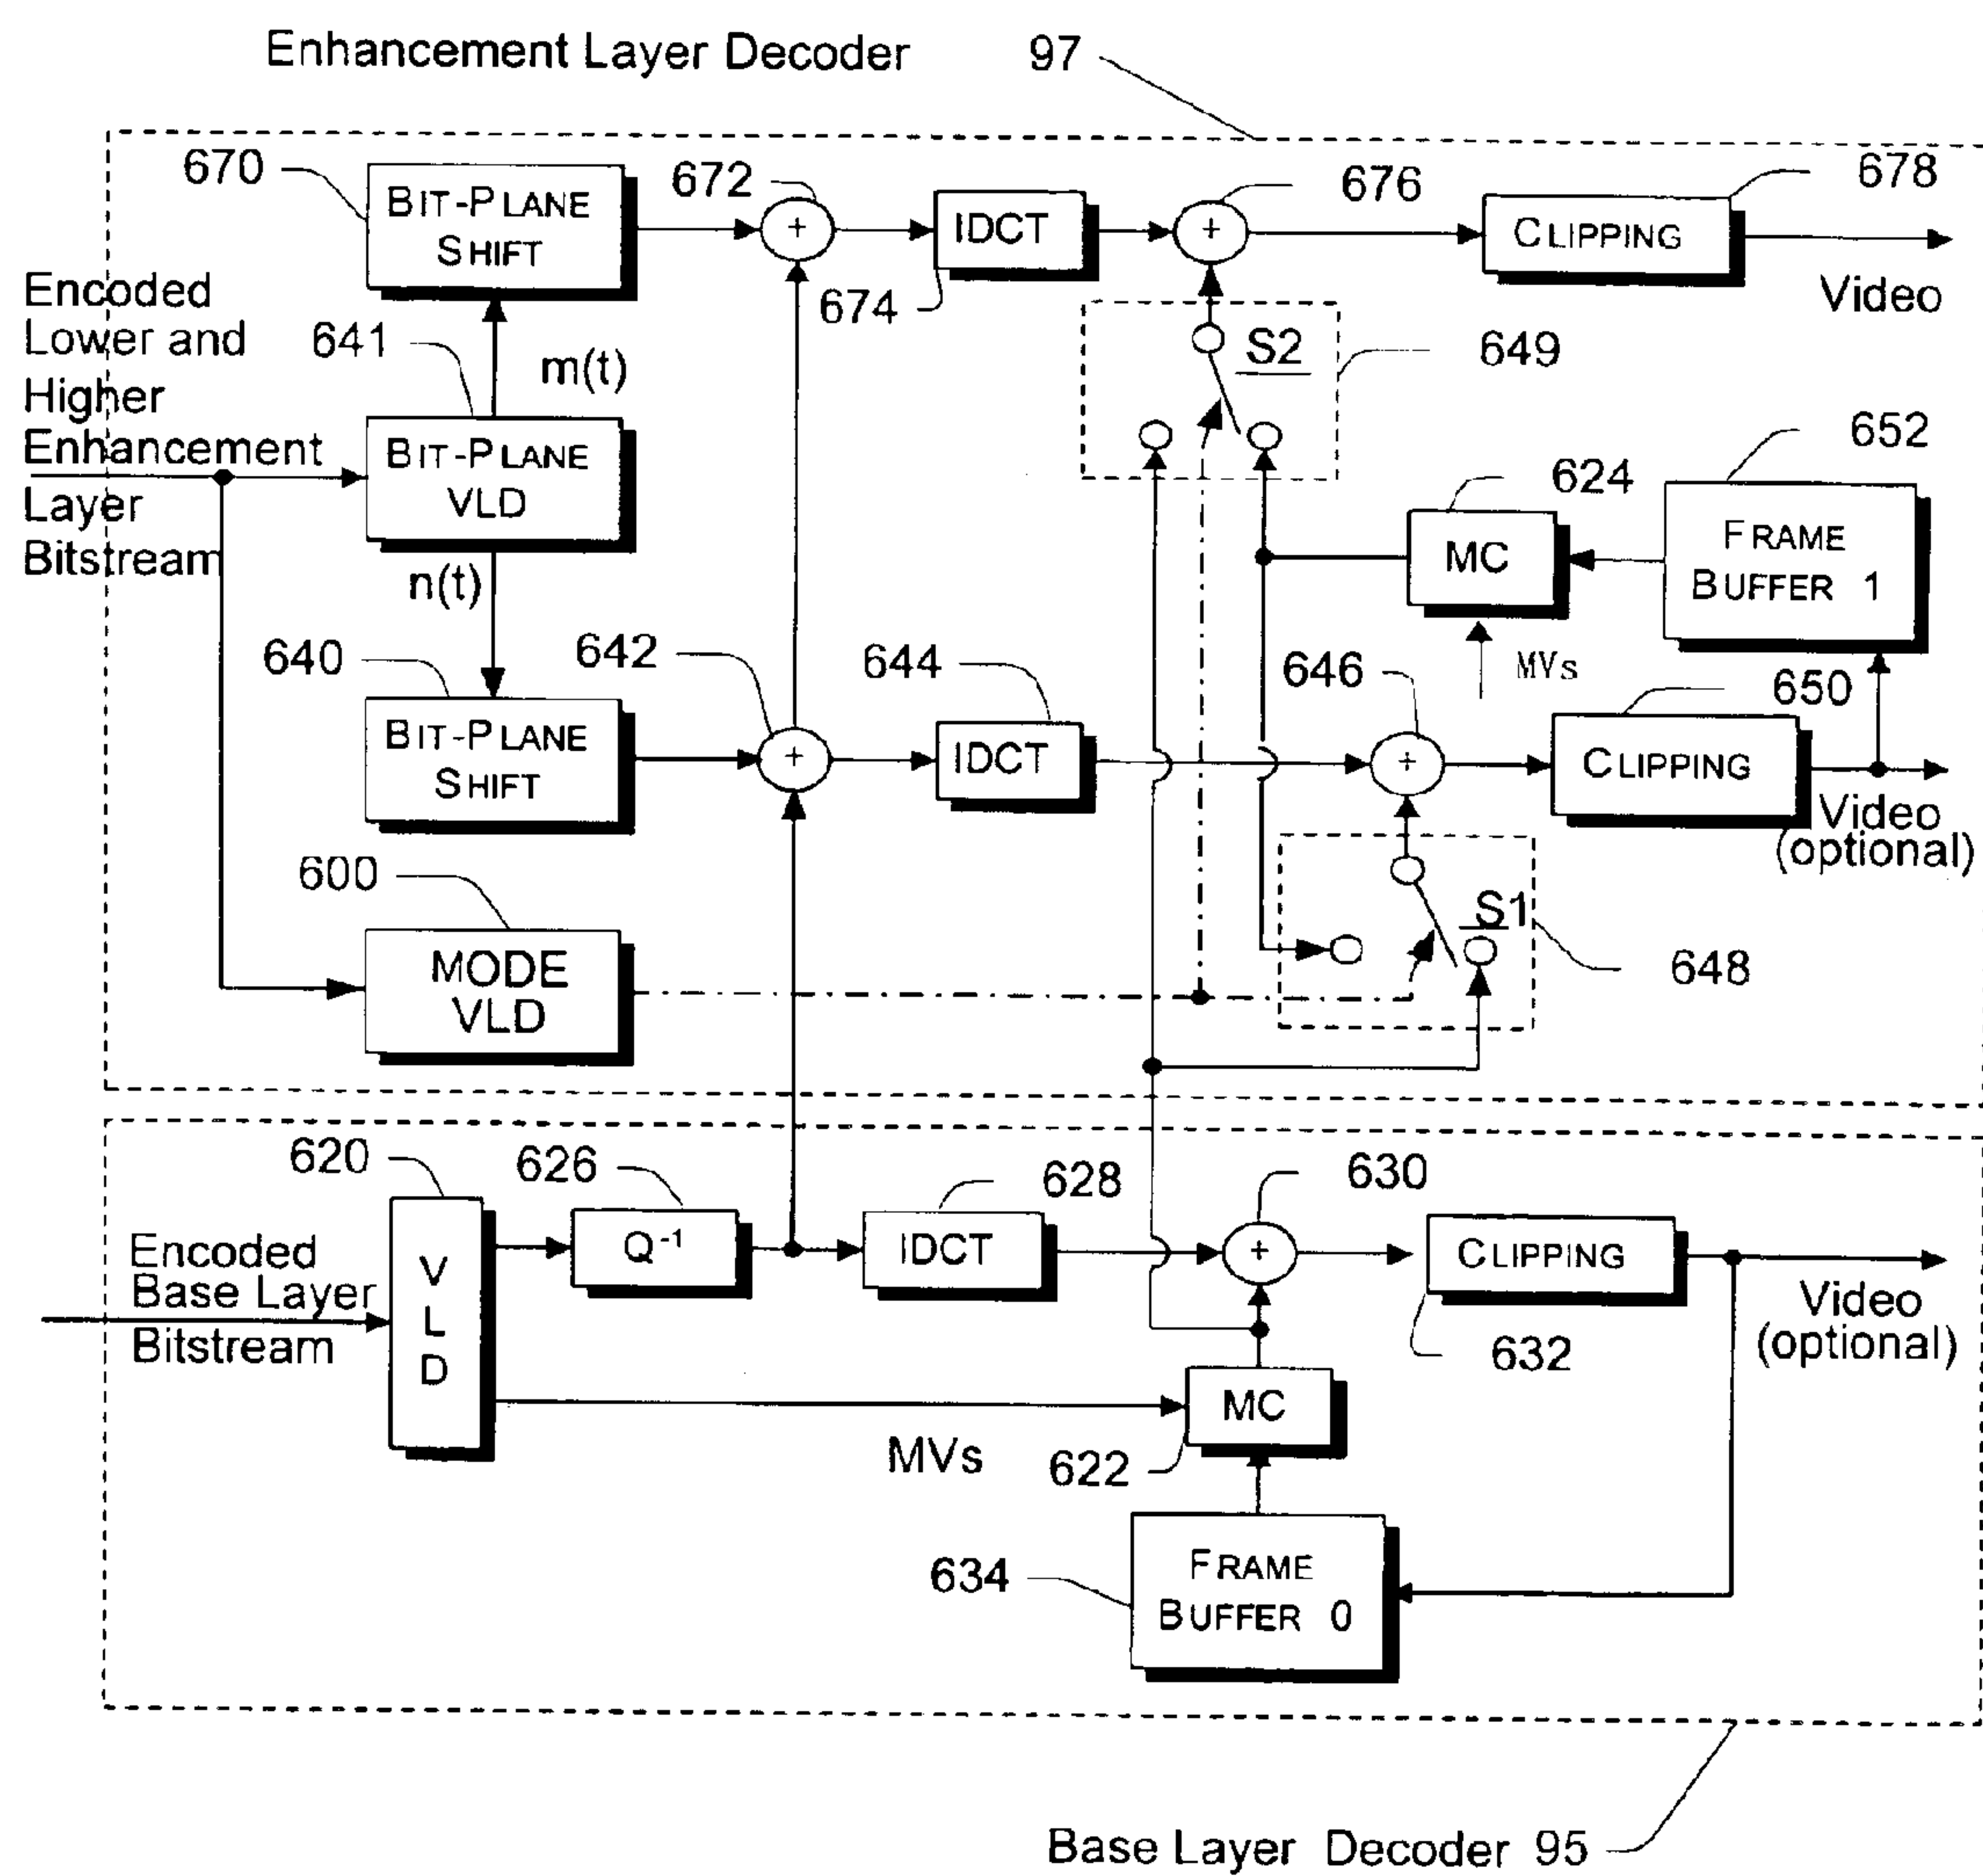 Enhancement Layer Decoder 97
670
BIT-PLANE
SHIFT
672
+
IDCT
674
676
+
678
CLIPPING
Video
Encoded
Lower and
Higher
Enhancement
Layer
Bitstream
641
m(t)
BIT-PLANE
VLD
n(t)
S2
649
652
FRAME
BUFFER 1
624
MC
MVs
640
BIT-PLANE
SHIFT
642
+
644
IDCT
646
+
650
CLIPPING
Video
(optional)
600
MODE
VLD
S1
648
620
V
L
D
626
Q-1
628
IDCT
630
+
CLIPPING
632
Video
(optional)
Encoded
Base Layer
Bitstream
MVs
MC
622
634
FRAME
BUFFER 0
Base Layer Decoder 95